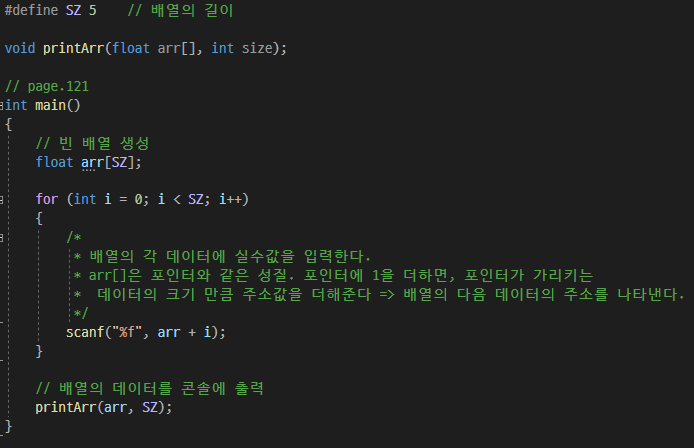 #define SZ 5    // 배열의 길이
void printArr(float arr[], int size);
// page.121
int main()
{
// 빈 배열 생성
float arr[SZ];
for (int i = 0; i < SZ; i++)
{
/*
* 배열의 각 데이터에 실수값을 입력한다.
* arr[]은 포인터와 같은 성질. 포인터에 1을 더하면, 포인터가 가리키는
*  데이터의 크기 만큼 주소값을 더해준다 => 배열의 다음 데이터의 주소를 나타낸다.
*/
scanf("%f", arr + i);
}
// 배열의 데이터를 콘솔에 출력
printArr(arr, SZ);
}